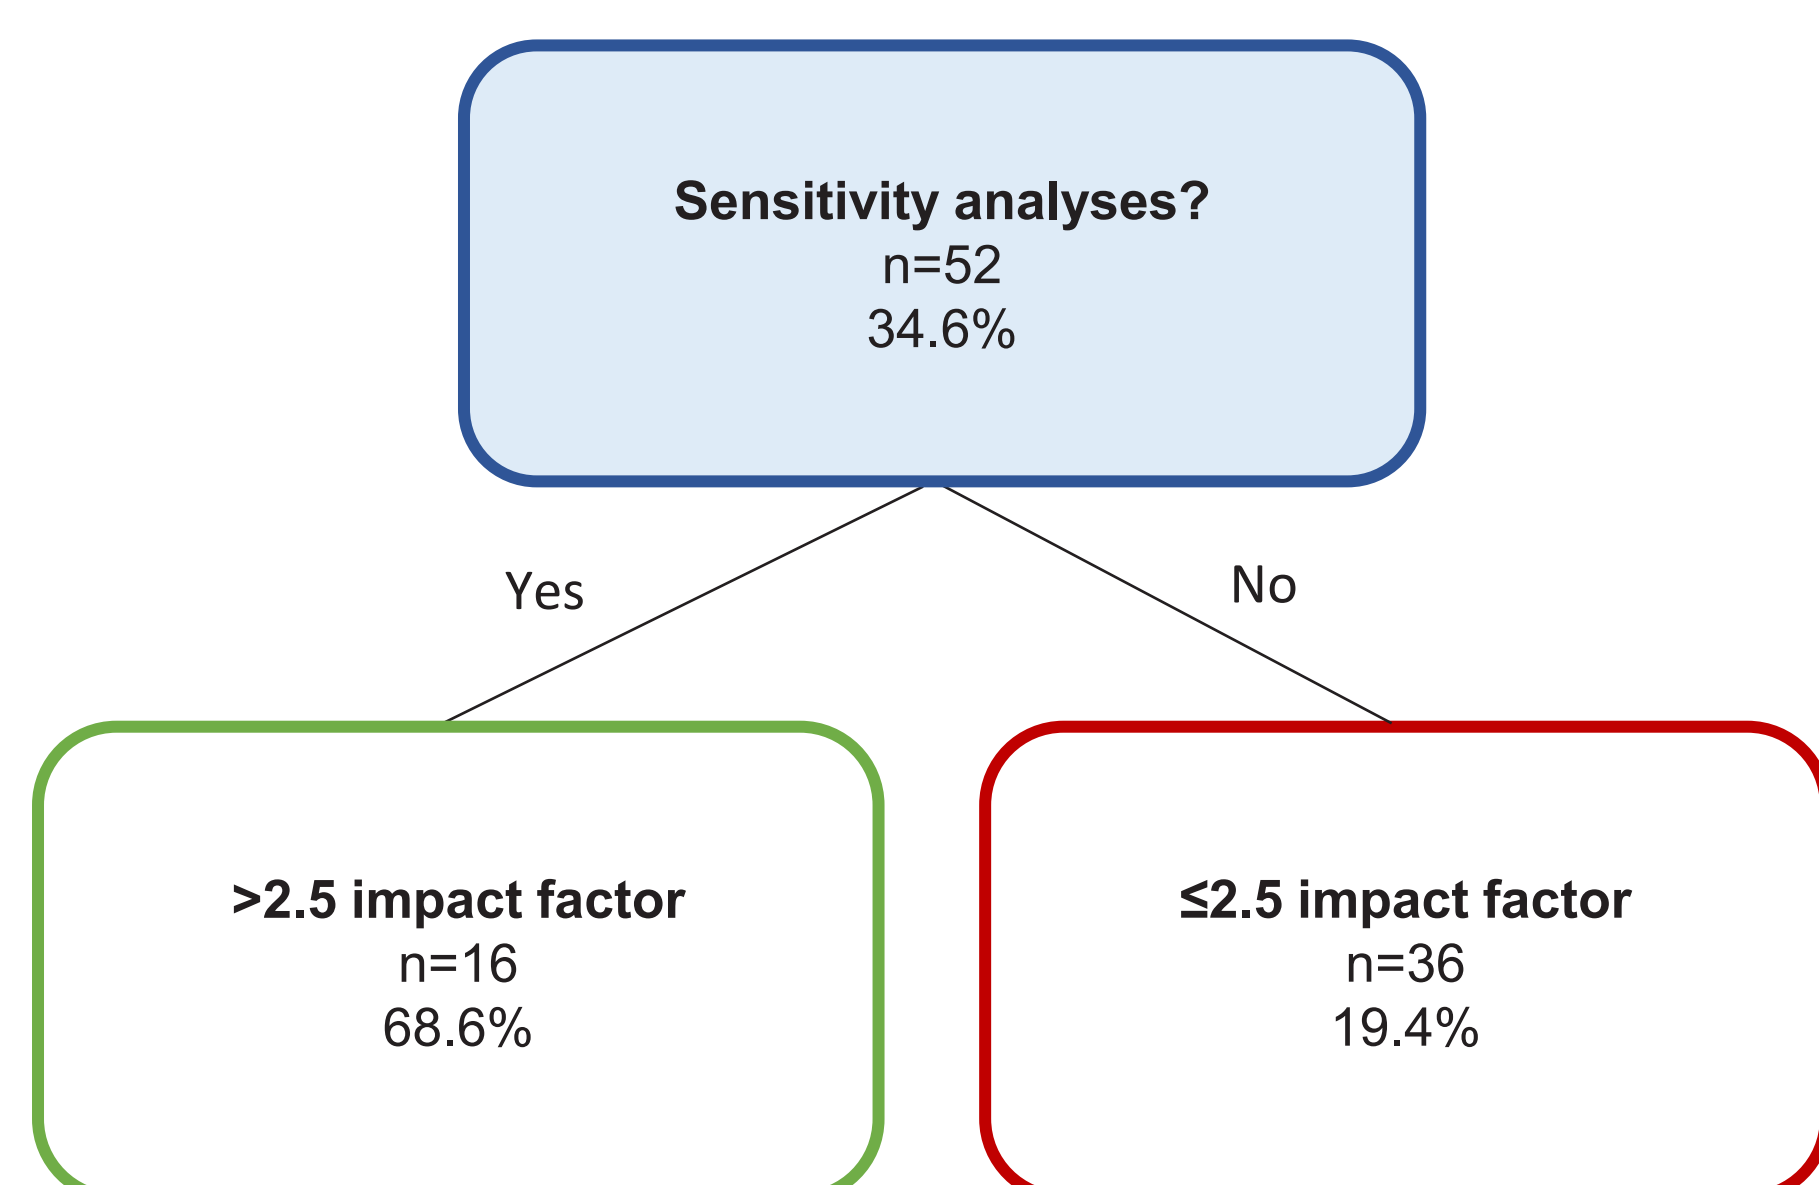 Sensitivity analyses?
n=52
34.6%
Yes
No
>2.5 impact factor
n=16
68.6%
≤2.5 impact factor
n=36
19.4%